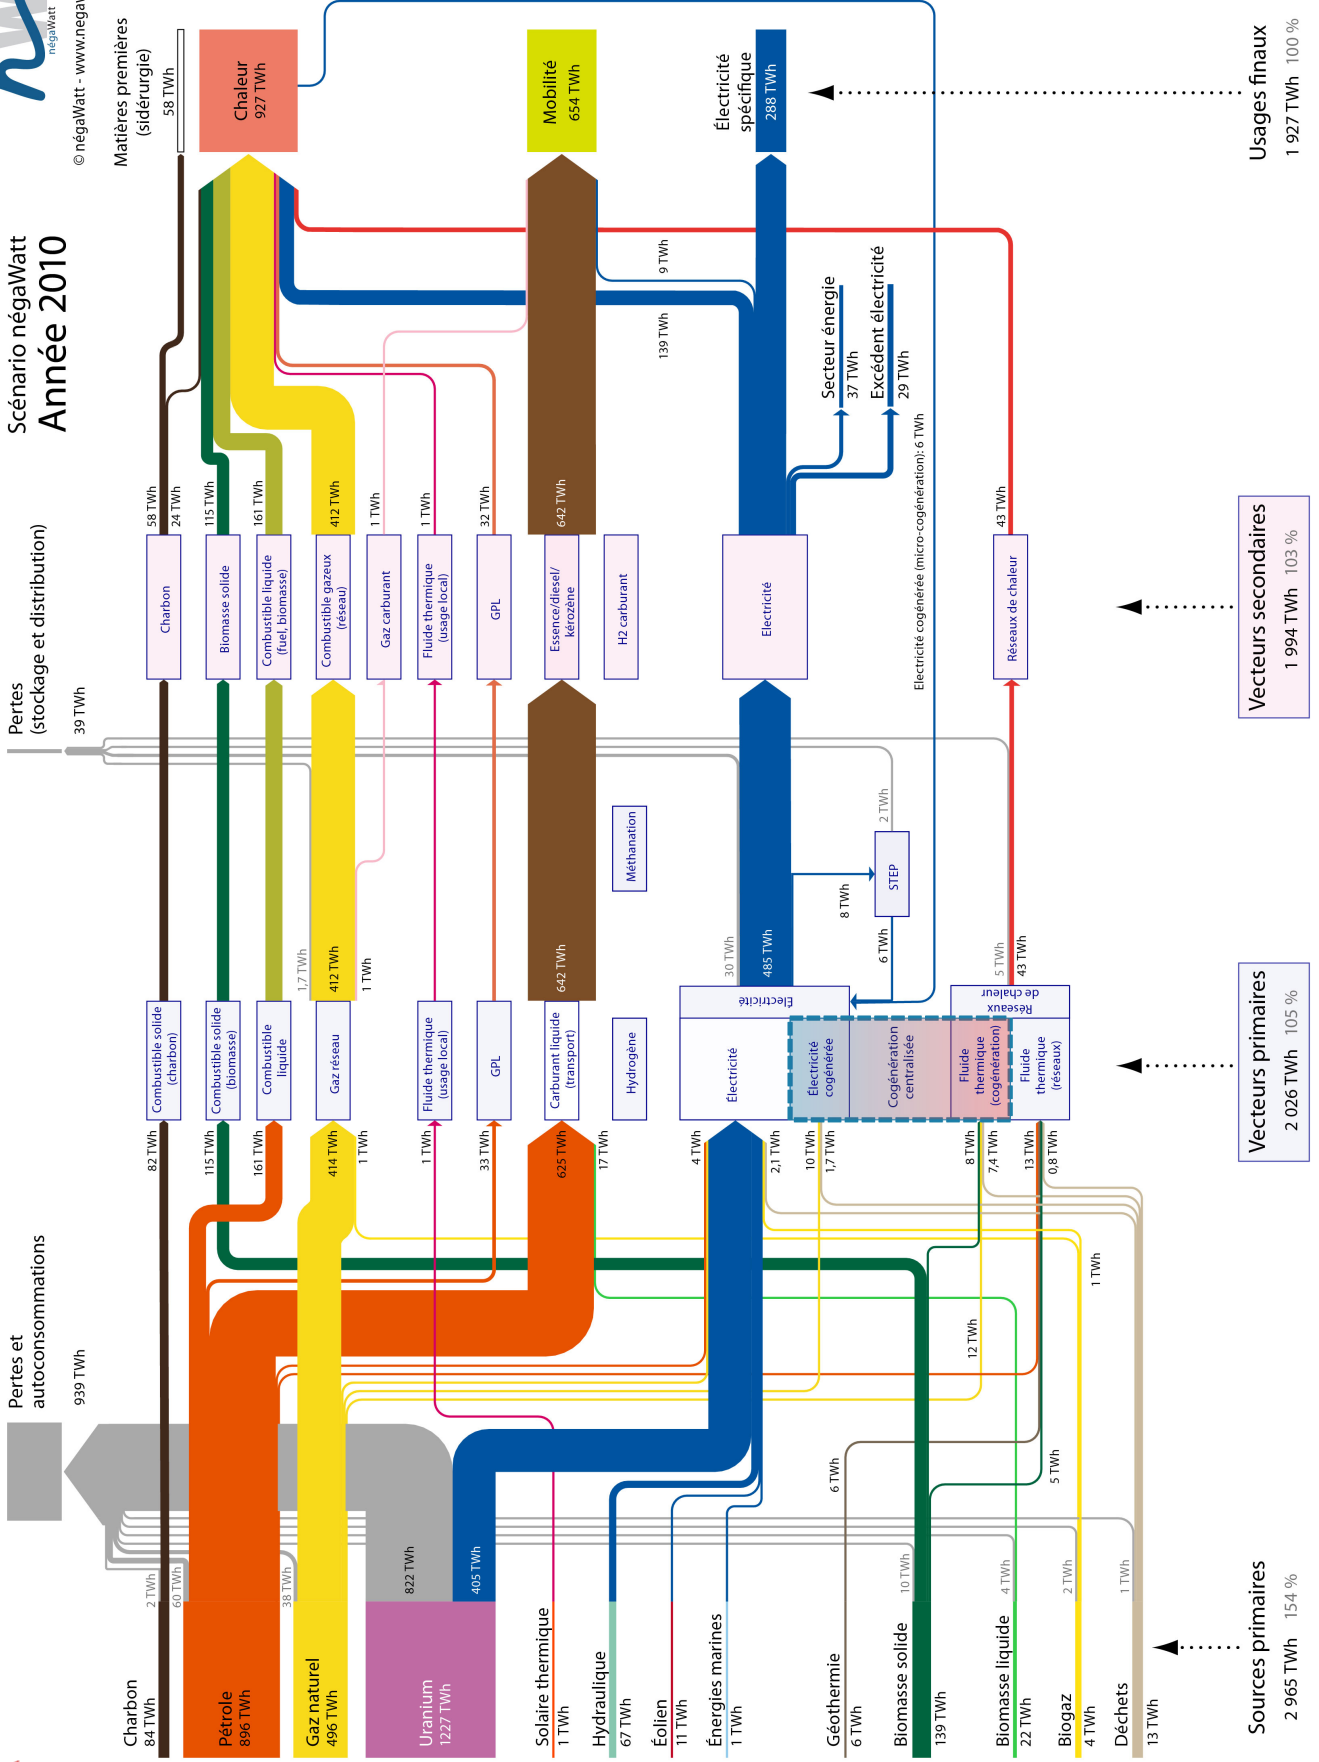 négaWatt
© négaWatt - www.negaw
Scénario négaWatt
Année 2010
Pertes et
autoconsommations
939 TWh
Pertes
(stockage et distribution)
39 TWh
Matières premières
(sidérurgie)
58 TWh
Charbon
84 TWh
2 TWh
82 TWh
Combustible solide
(charbon)
Charbon
58 TWh
24 TWh
Pétrole
896 TWh
60 TWh
115 TWh
Combustible solide
(biomasse)
Biomasse solide
115 TWh
Chaleur
927 TWh
161 TWh
Combustible
liquide
Combustible liquide
(fuel, biomasse)
161 TWh
Gaz naturel
496 TWh
38 TWh
414 TWh
1 TWh
Gaz réseau
1,7 TWh
412 TWh
1 TWh
Combustible gazeux
(réseau)
412 TWh
Gaz carburant
1 TWh
Uranium
1227 TWh
822 TWh
405 TWh
1 TWh
Fluide thermique
(usage local)
Fluide thermique
(usage local)
1 TWh
33 TWh
GPL
GPL
32 TWh
Solaire thermique
1 TWh
625 TWh
17 TWh
Carburant liquide
(transport)
642 TWh
Essence/diesel/
kérozène
642 TWh
Mobilité
654 TWh
Hydraulique
67 TWh
Hydrogène
Méthanation
H2 carburant
Éolien
11 TWh
9 TWh
139 TWh
Énergies marines
1 TWh
4 TWh
2,1 TWh
Électricité
Électricité
30 TWh
485 TWh
Electricité
Électricité
spécifique
288 TWh
10 TWh
1,7 TWh
Électricité
cogénérée
8 TWh
6 TWh
STEP
2 TWh
Secteur énergie
37 TWh
Excédent électricité
29 TWh
Electricité cogénérée (micro-cogénération): 6 TWh
Géothermie
6 TWh
6 TWh
Cogénération
centralisée
Biomasse solide
139 TWh
10 TWh
12 TWh
8 TWh
7,4 TWh
Fluide
thermique
(cogénération)
Réseaux
de chaleur
5 TWh
43 TWh
Réseaux de chaleur
43 TWh
Biomasse liquide
22 TWh
4 TWh
5 TWh
13 TWh
0,8 TWh
Fluide
thermique
(réseaux)
Biogaz
4 TWh
2 TWh
1 TWh
Déchets
13 TWh
1 TWh
Sources primaires
2 965 TWh 154 %
Vecteurs primaires
2 026 TWh 105 %
Vecteurs secondaires
1 994 TWh 103 %
Usages finaux
1 927 TWh 100 %